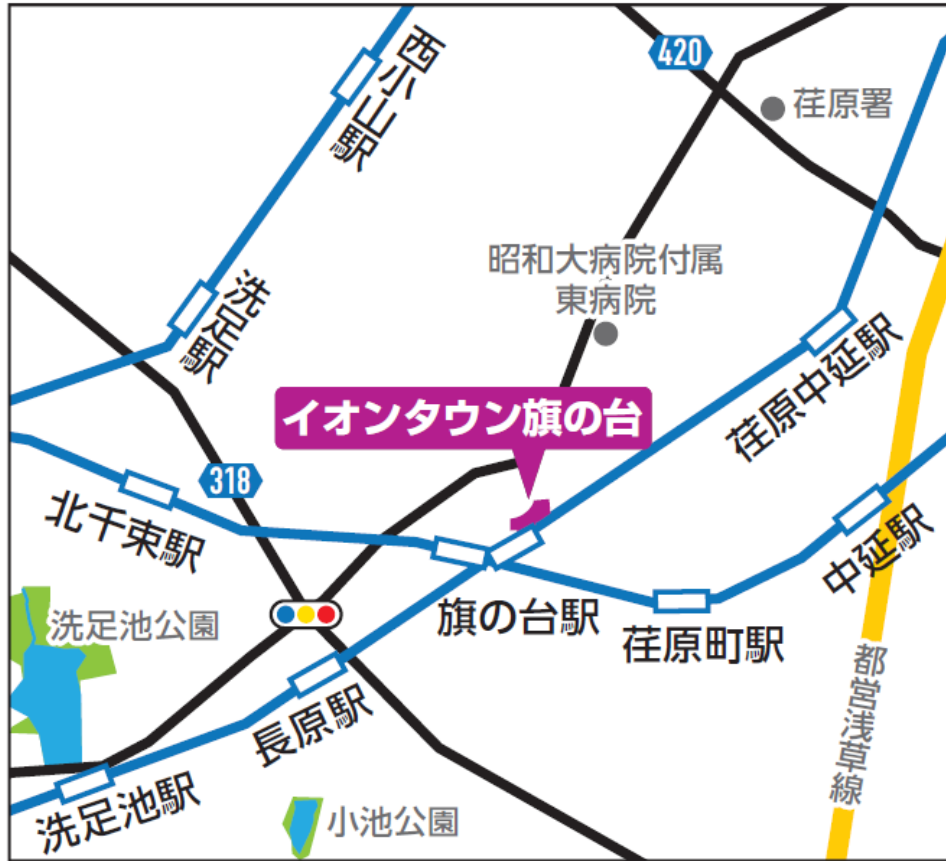 西小山駅
420
荏原署
昭和大病院付属
東病院
洗足駅
荏原中延駅
イオンタウン旗の台
318
北千束駅
中延駅
旗の台駅
荏原町駅
洗足池公園
都営浅草線
長原駅
洗足池駅
小池公園